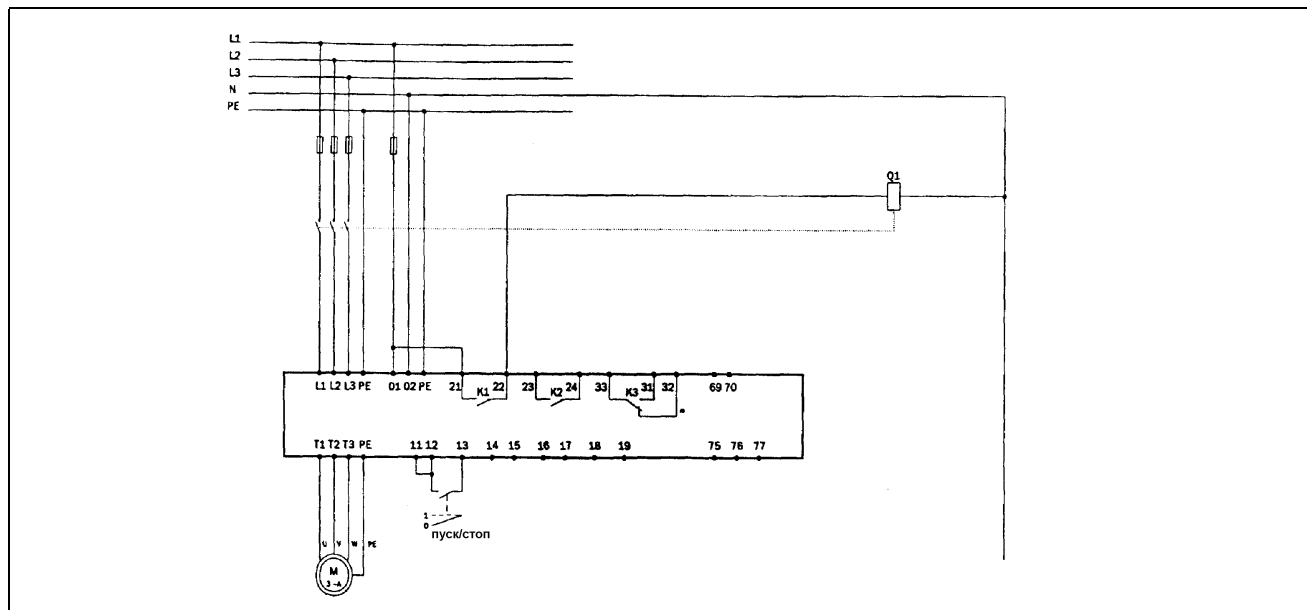 L1
L2
L3
N
PE
Q1
L1 L2 L3 PE 01 02 PE 21 K1 22 23 K2 24 33 K3 31 32 69 70
T1 T2 T3 PE 11 12 13 14 15 16 17 18 19 75 76 77
1
0
пуск/стоп
U V W PE
M
3 ~A